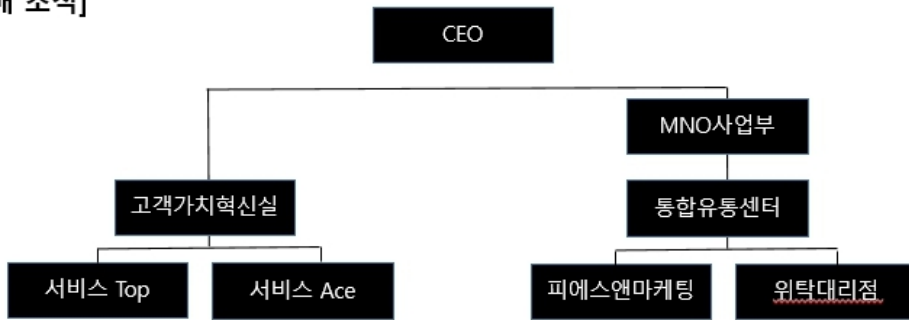 조직]
CEO
MNO사업부
고객가치혁신실
통합유통센터
서비스 Top
서비스 Ace
피에스앤마케팅
위탁대리점